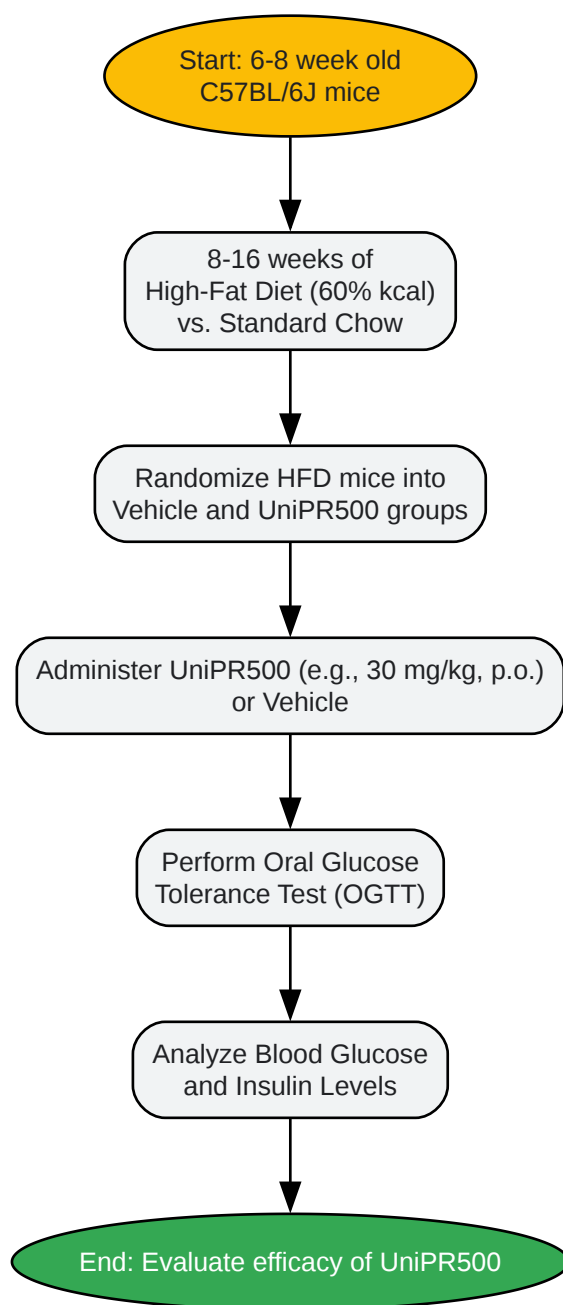 Start: 6-8 week old
C57BL/6J mice
8-16 weeks of
High-Fat Diet (60% kcal)
vs. Standard Chow
Randomize HFD mice into
Vehicle and UniPR500 groups
Administer UniPR500 (e.g., 30 mg/kg, p.o.)
or Vehicle
Perform Oral Glucose
Tolerance Test (OGTT)
Analyze Blood Glucose
and Insulin Levels
End: Evaluate efficacy of UniPR500